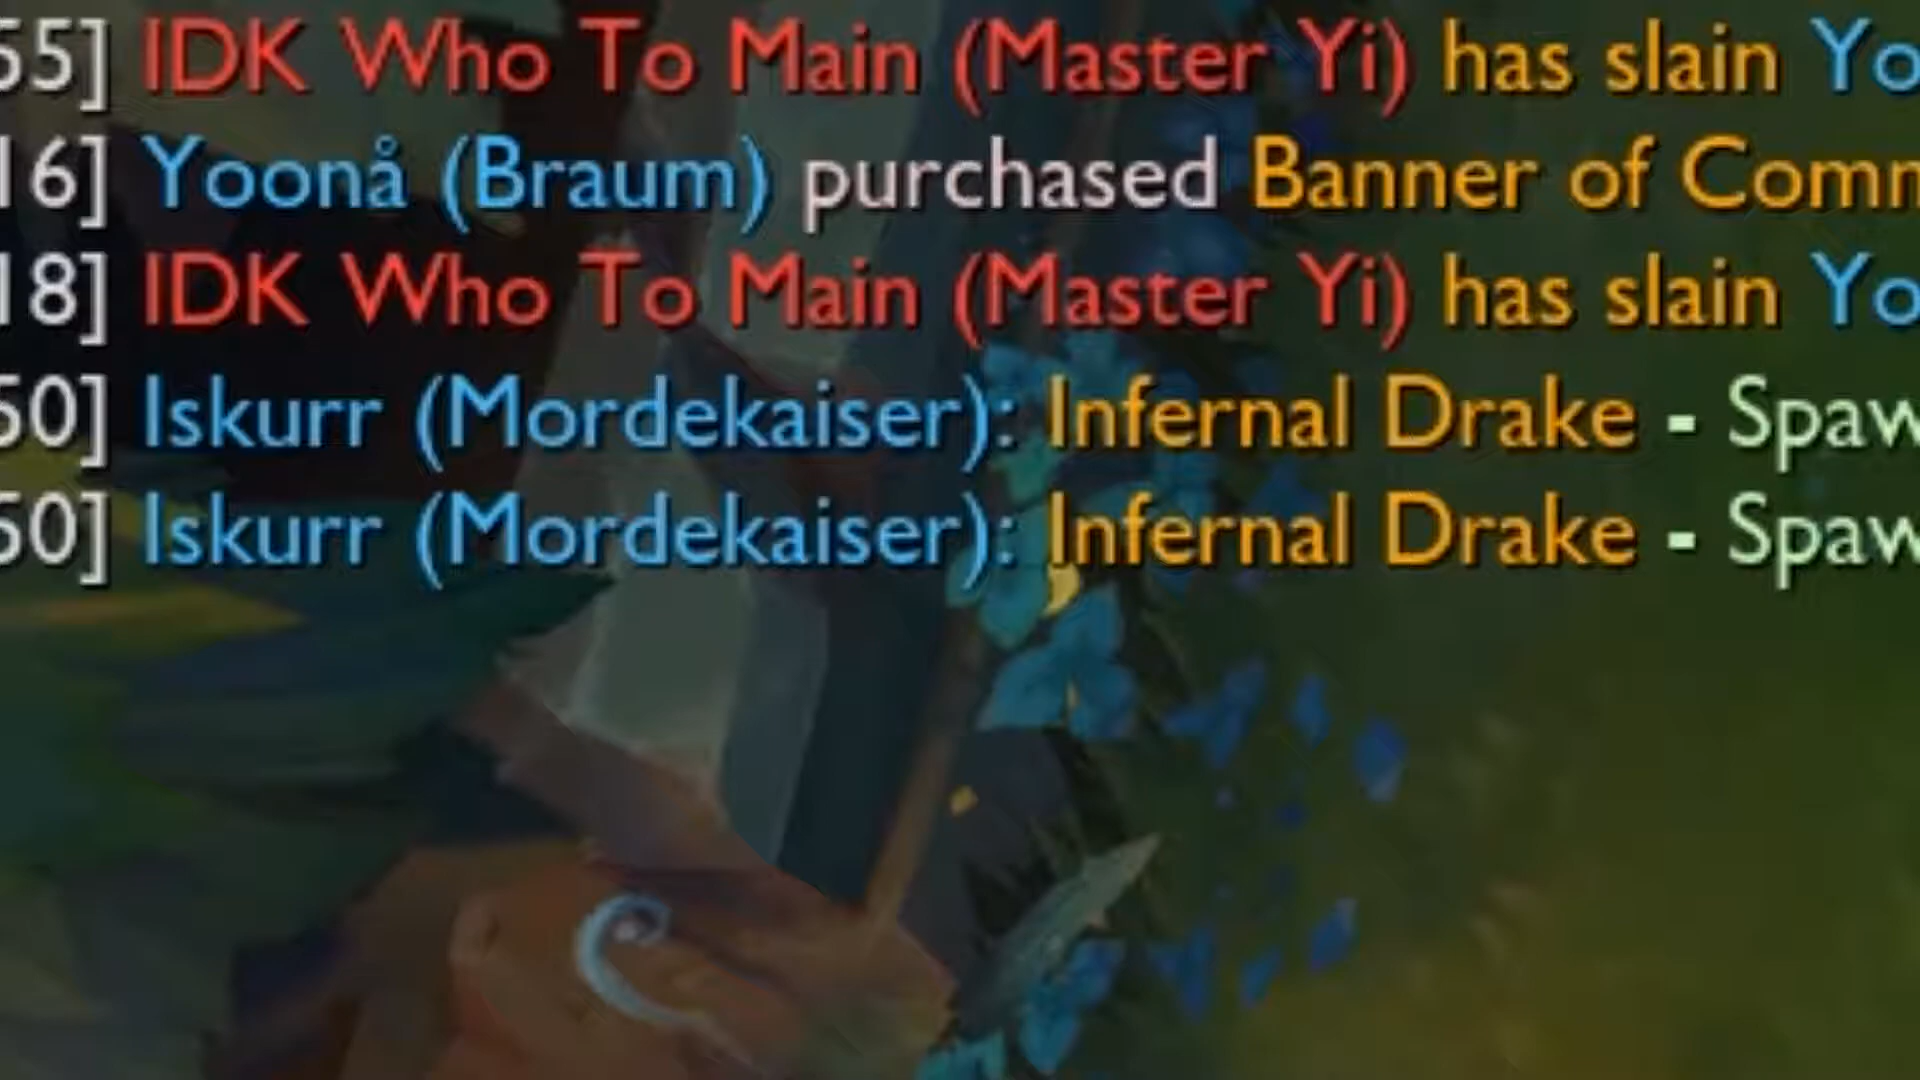 55] IDK Who To Main (Master Yi) has slain Yo
16] Yoonå (Braum) purchased Banner of Comm
18] IDK Who To Main (Master Yi) has slain Yo
50] Iskurr (Mordekaiser): Infernal Drake - Spaw
50] Iskurr (Mordekaiser): Infernal Drake - Spaw